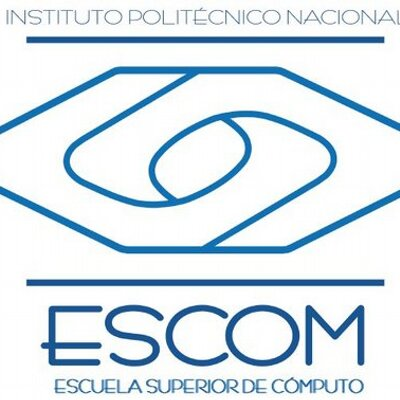 INSTITUTO POLITÉCNICO NACIONAL
ESCOM
ESCUELA SUPERIOR DE CÓMPUTO